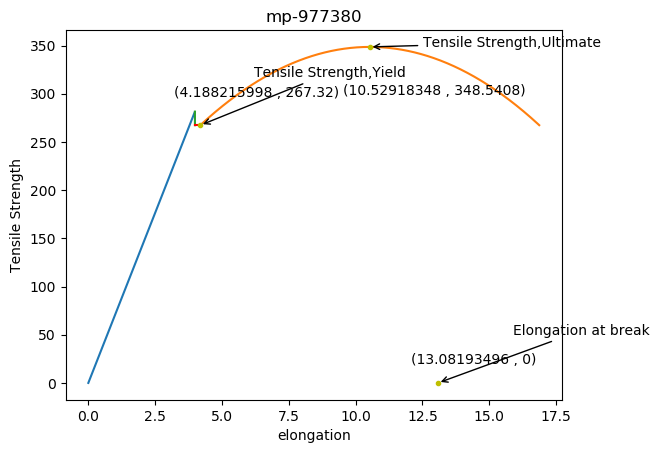 mp-977380
350
300
250
200
150
100
50
0
Tensile Strength
Tensile Strength,Ultimate
Tensile Strength,Yield
(4.188215998 , 267.32)
(10.52918348 , 348.5408)
Elongation at break
(13.08193496 , 0)
0.0 2.5 5.0 7.5 10.0 12.5 15.0 17.5
elongation